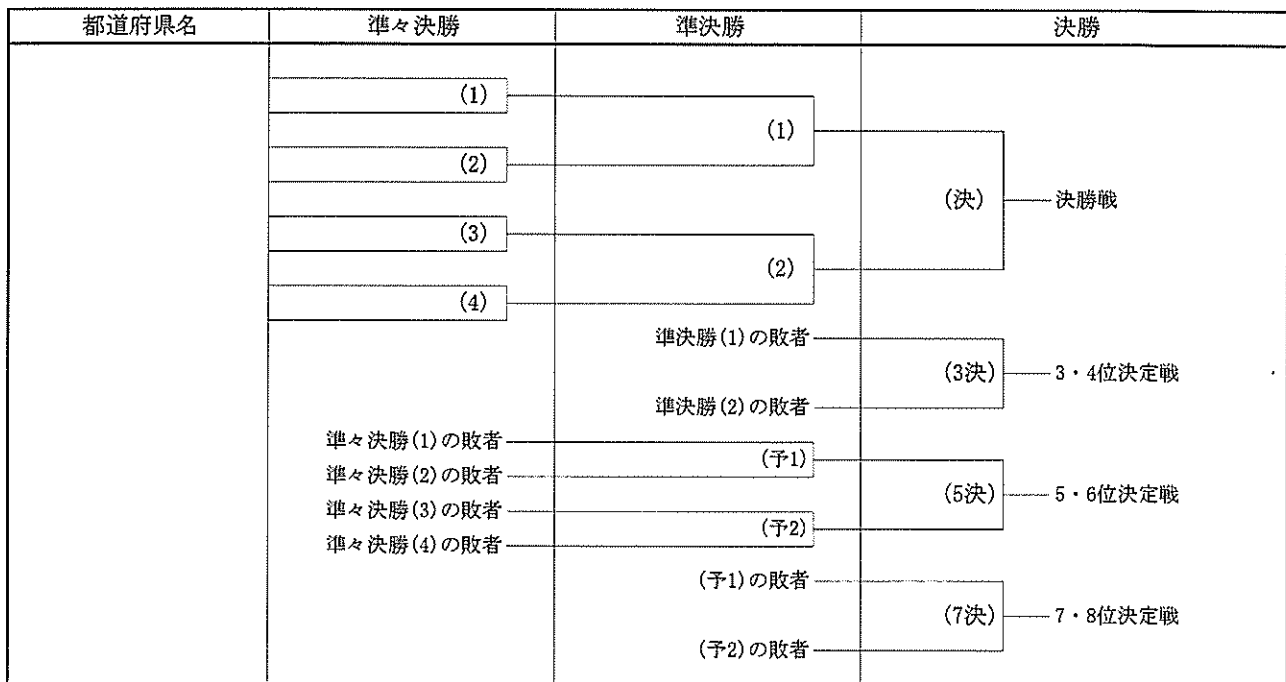 都道府県名 準々決勝 準決勝 決勝
(1)
(1)
(2)
(決) 決勝戦
(3)
(2)
(4)
準決勝(1)の敗者
(3決) 3・4位決定戦
準決勝(2)の敗者
準々決勝(1)の敗者
(予1)
準々決勝(2)の敗者
(5決) 5・6位決定戦
準々決勝(3)の敗者
(予2)
準々決勝(4)の敗者
(予1)の敗者
(7決) 7・8位決定戦
(予2)の敗者